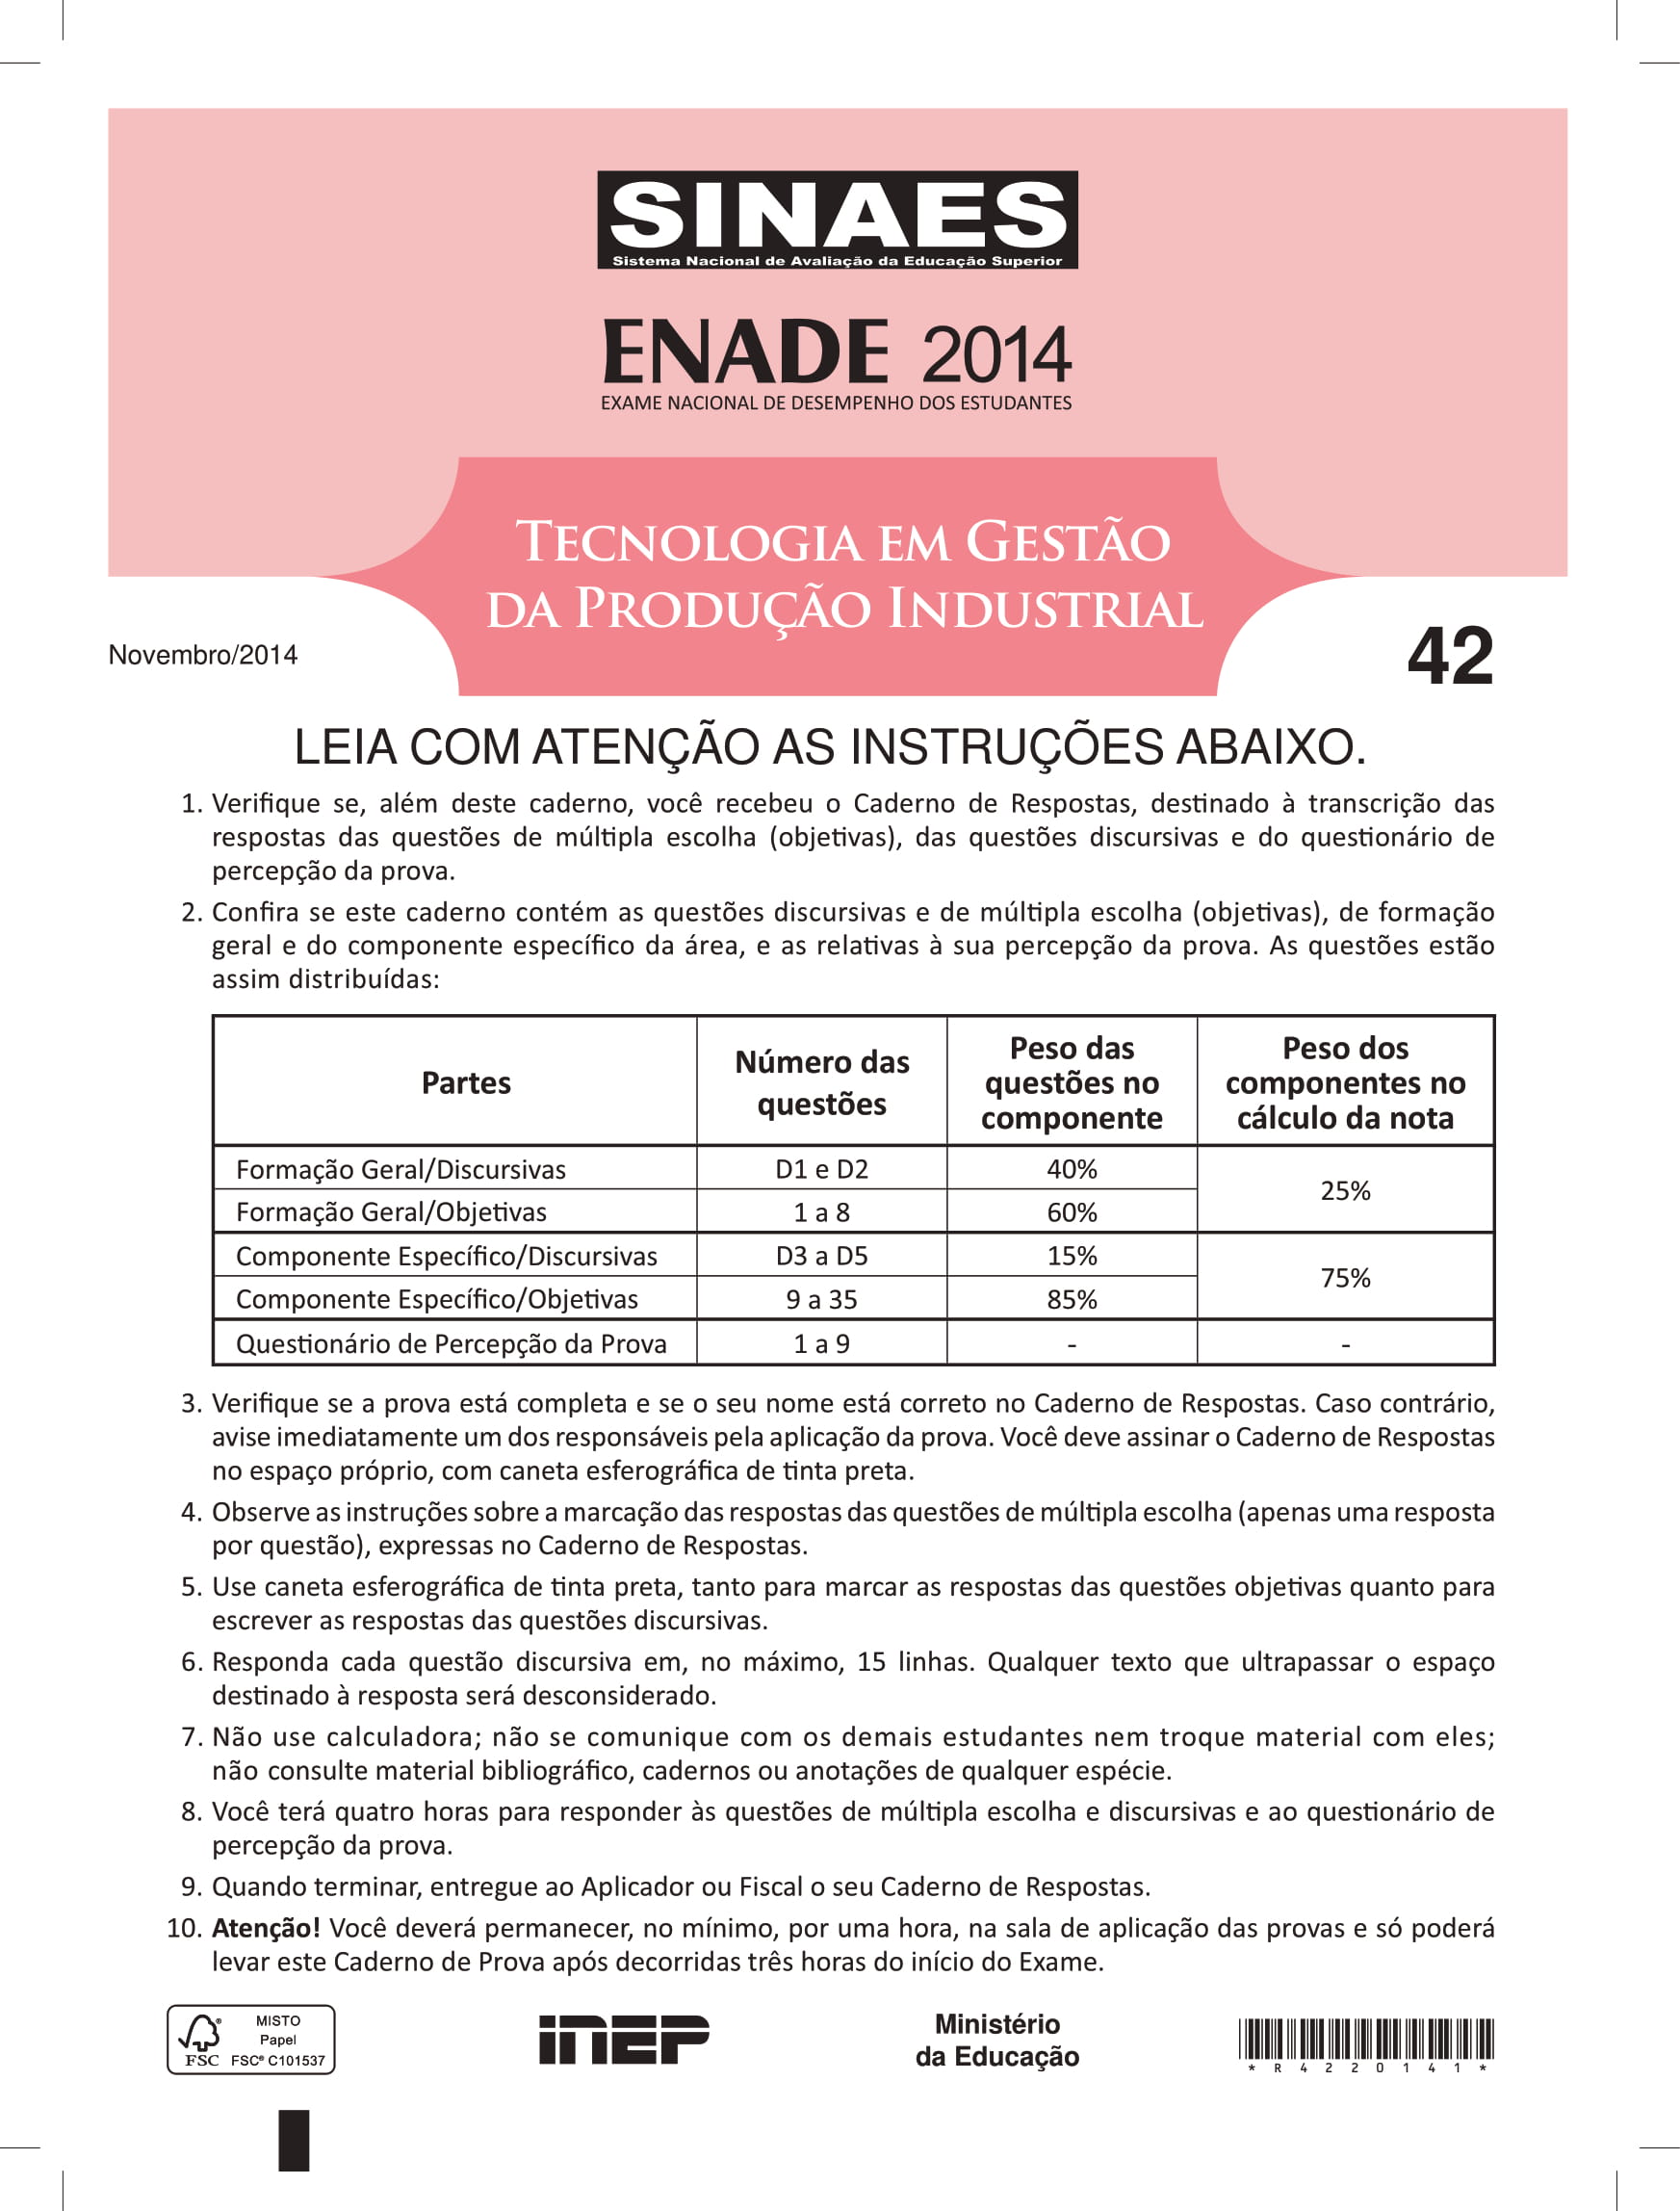 SINAES
Sistema Nacional de Avaliação da Educação Superior
ENADE 2014
EXAME NACIONAL DE DESEMPENHO DOS ESTUDANTES
TECNOLOGIA EM GESTÃO
DA PRODUÇÃO INDUSTRIAL
Novembro/2014
42
LEIA COM ATENÇÃO AS INSTRUÇÕES ABAIXO.
1. Verifique se, além deste caderno, você recebeu o Caderno de Respostas, destinado à transcrição das
respostas das questões de múltipla escolha (objetivas), das questões discursivas e do questionário de
percepção da prova.
2. Confira se este caderno contém as questões discursivas e de múltipla escolha (objetivas), de formação
geral e do componente específico da área, e as relativas à sua percepção da prova. As questões estão
assim distribuídas:
Partes
Número das
questões
Peso das
questões no
componente
Peso dos
componentes no
cálculo da nota
Formação Geral/Discursivas D1 e D2 40%
25%
Formação Geral/Objetivas 1 a 8 60%
Componente Específico/Discursivas D3 a D5 15%
75%
Componente Específico/Objetivas 9 a 35 85%
Questionário de Percepção da Prova 1 a 9 - -
3. Verifique se a prova está completa e se o seu nome está correto no Caderno de Respostas. Caso contrário,
avise imediatamente um dos responsáveis pela aplicação da prova. Você deve assinar o Caderno de Respostas
no espaço próprio, com caneta esferográfica de tinta preta.
4. Observe as instruções sobre a marcação das respostas das questões de múltipla escolha (apenas uma resposta
por questão), expressas no Caderno de Respostas.
5. Use caneta esferográfica de tinta preta, tanto para marcar as respostas das questões objetivas quanto para
escrever as respostas das questões discursivas.
6. Responda cada questão discursiva em, no máximo, 15 linhas. Qualquer texto que ultrapassar o espaço
destinado à resposta será desconsiderado.
7. Não use calculadora; não se comunique com os demais estudantes nem troque material com eles;
não consulte material bibliográfico, cadernos ou anotações de qualquer espécie.
8. Você terá quatro horas para responder às questões de múltipla escolha e discursivas e ao questionário de
percepção da prova.
9. Quando terminar, entregue ao Aplicador ou Fiscal o seu Caderno de Respostas.
10. Atenção! Você deverá permanecer, no mínimo, por uma hora, na sala de aplicação das provas e só poderá
levar este Caderno de Prova após decorridas três horas do início do Exame.
MISTO
Papel
FSC FSC® C101537
INEP
Ministério
da Educação
* R 4 2 2 0 1 4 1 *